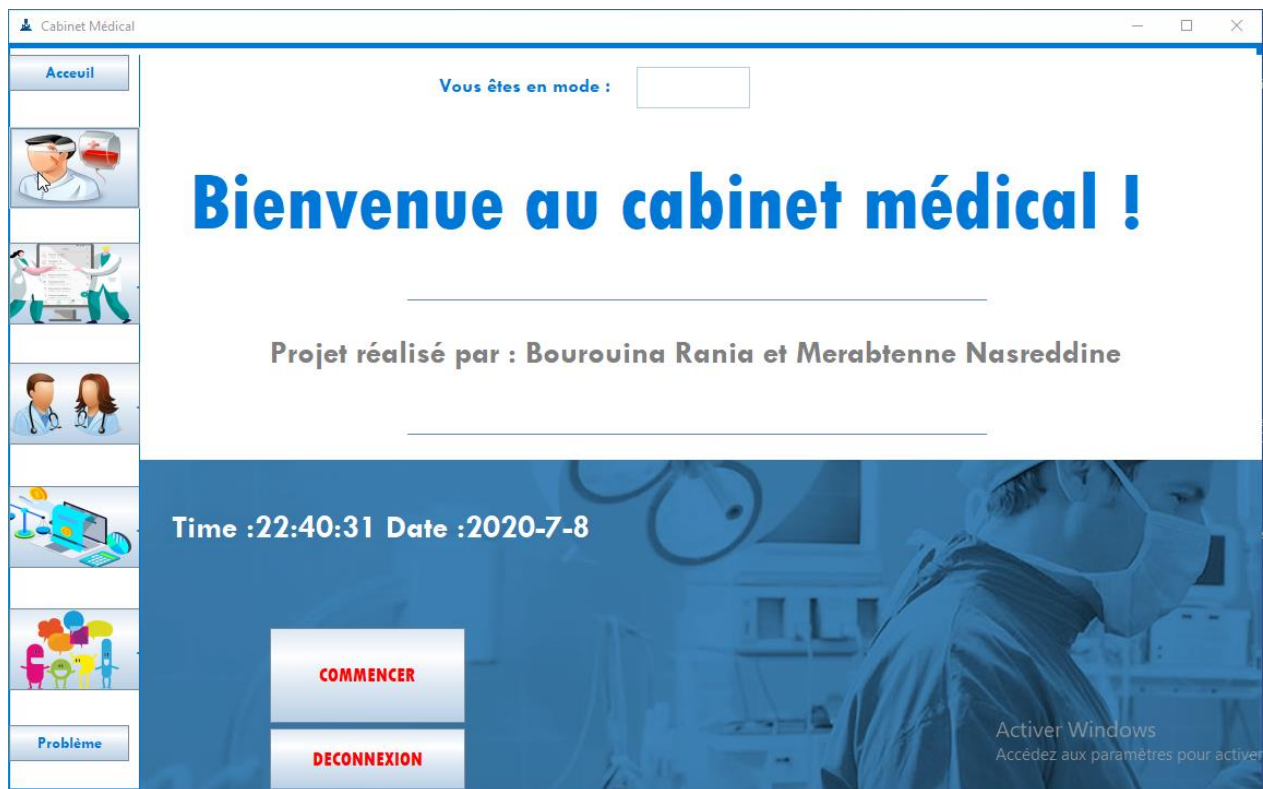 Cabinet Médical
Acceuil
Vous êtes en mode :
Bienvenue au cabinet médical !
Projet réalisé par : Bourouina Rania et Merabtenne Nasreddine
Time :22:40:31 Date :2020-7-8
COMMENCER
DECONNEXION
Problème
Activer Windows
Accédez aux paramètres pour activer